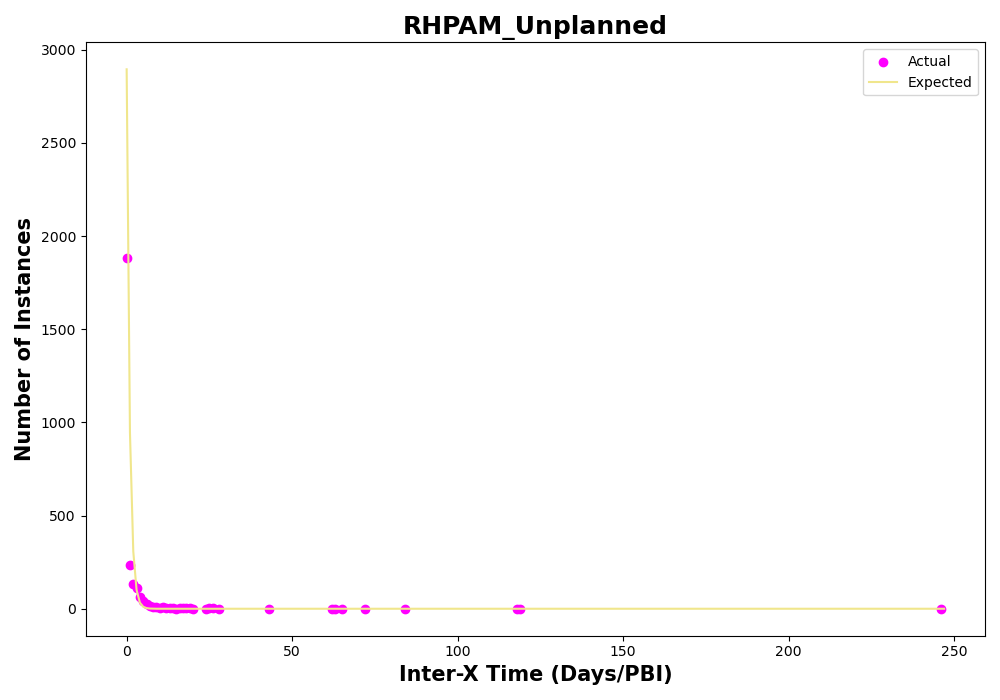 RHPAM_Unplanned
Actual
Expected
Number of Instances
3000
2500
2000
1500
1000
500
0
0 50 100 150 200 250
Inter-X Time (Days/PBI)